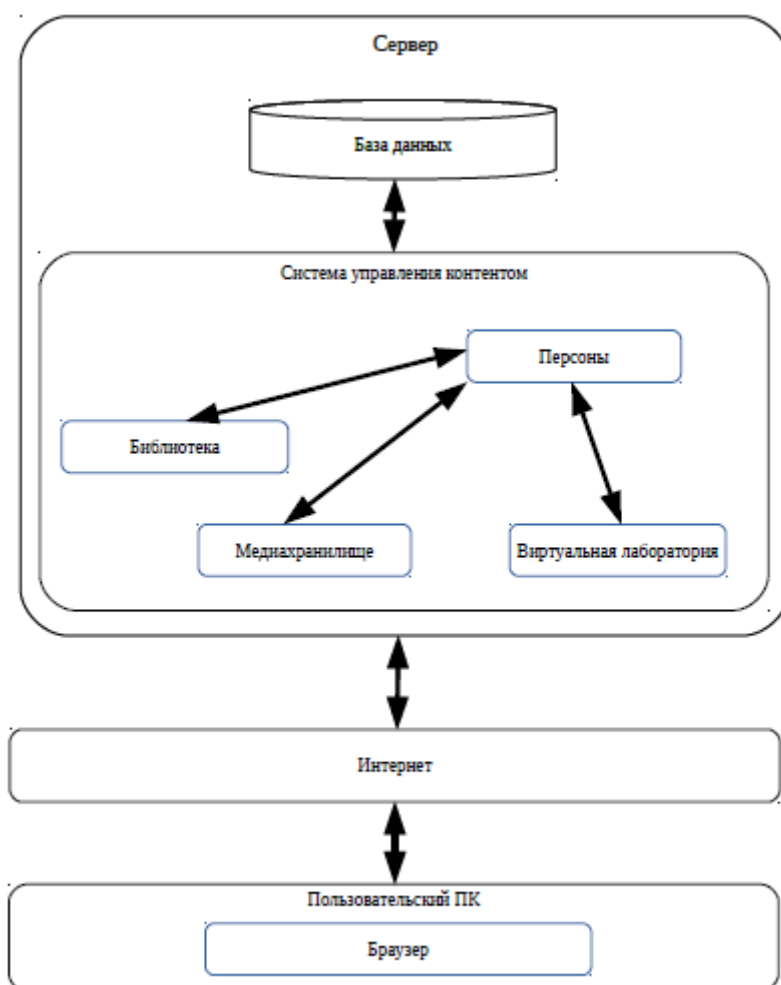 Сервер
База данных
Система управления контентом
Персоны
Библиотека
Медиахранилище
Виртуальная лаборатория
Интернет
Пользовательский ПК
Браузер